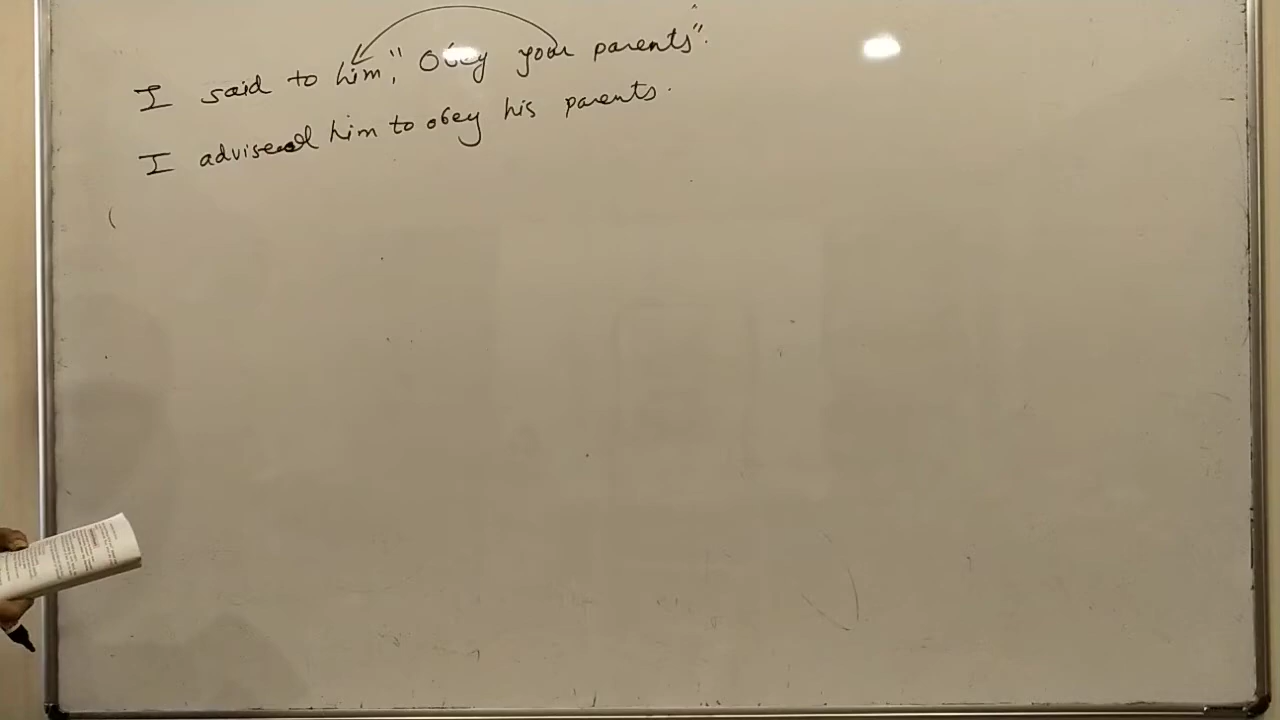 I said to him, "Obey your parents".
I advised him to obey his parents.
(